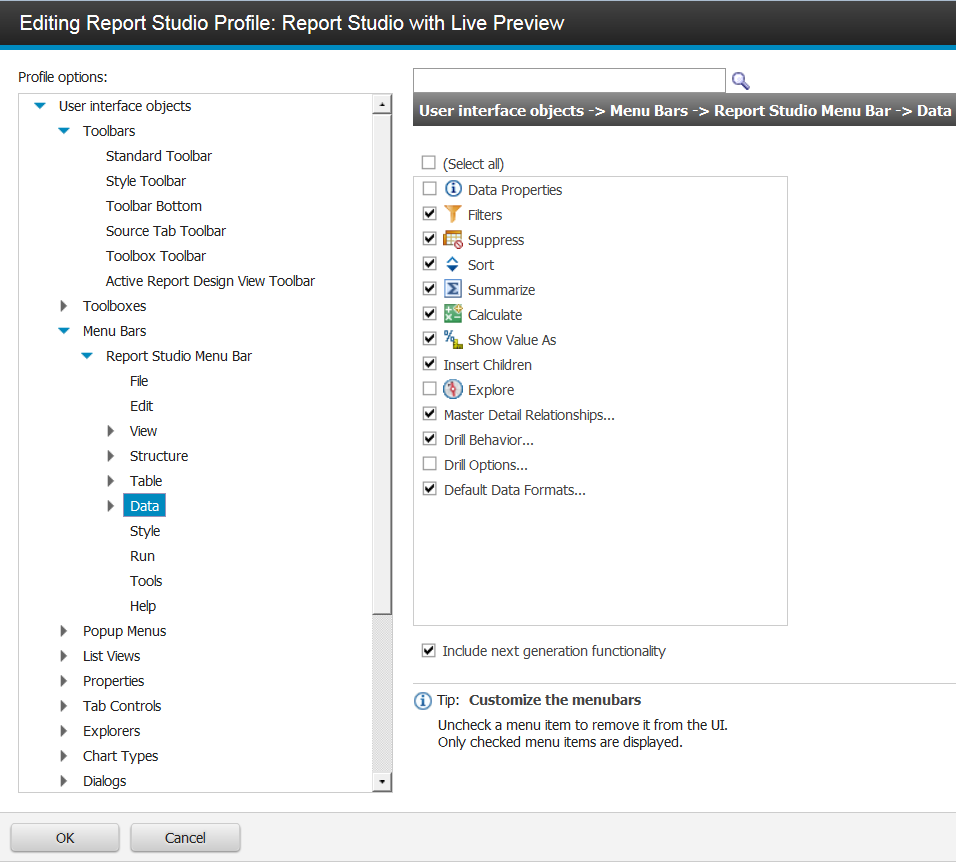 Editing Report Studio Profile: Report Studio with Live Preview
Profile options:
User interface objects
Toolbars
Standard Toolbar
Style Toolbar
Toolbar Bottom
Source Tab Toolbar
Toolbox Toolbar
Active Report Design View Toolbar
Toolboxes
Menu Bars
Report Studio Menu Bar
File
Edit
View
Structure
Table
Data
Style
Run
Tools
Help
Popup Menus
List Views
Properties
Tab Controls
Explorers
Chart Types
Dialogs
User interface objects -> Menu Bars -> Report Studio Menu Bar -> Data
(Select all)
Data Properties
Filters
Suppress
Sort
Summarize
Calculate
Show Value As
Insert Children
Explore
Master Detail Relationships...
Drill Behavior...
Drill Options...
Default Data Formats...
Include next generation functionality
Tip: Customize the menubars
Uncheck a menu item to remove it from the UI.
Only checked menu items are displayed.
OK
Cancel